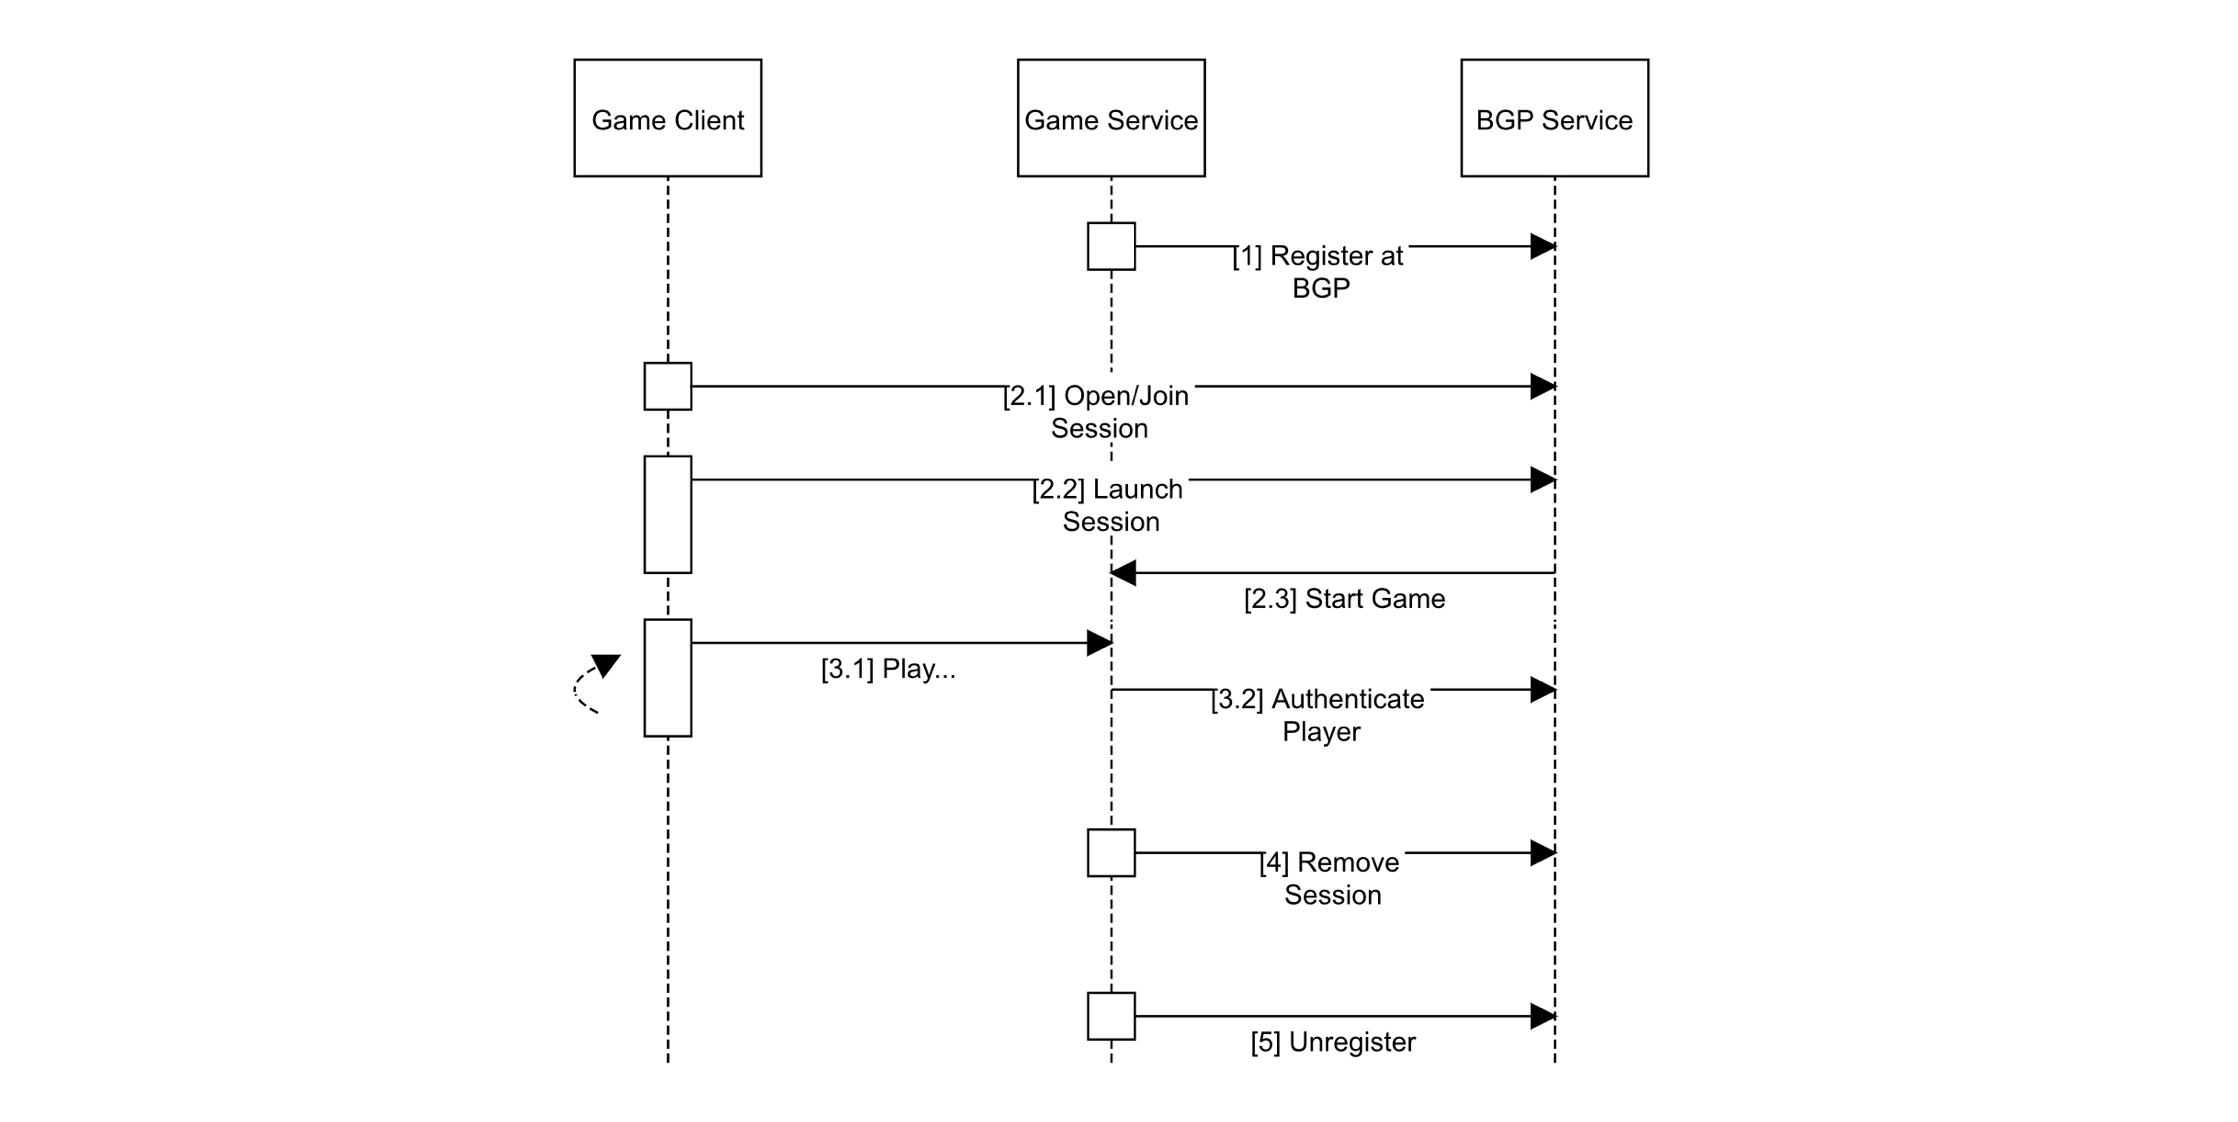 Game Client
Game Service
BGP Service
[1] Register at
BGP
[2.1] Open/Join
Session
[2.2] Launch
Session
[2.3] Start Game
[3.1] Play...
[3.2] Authenticate
Player
[4] Remove
Session
[5] Unregister